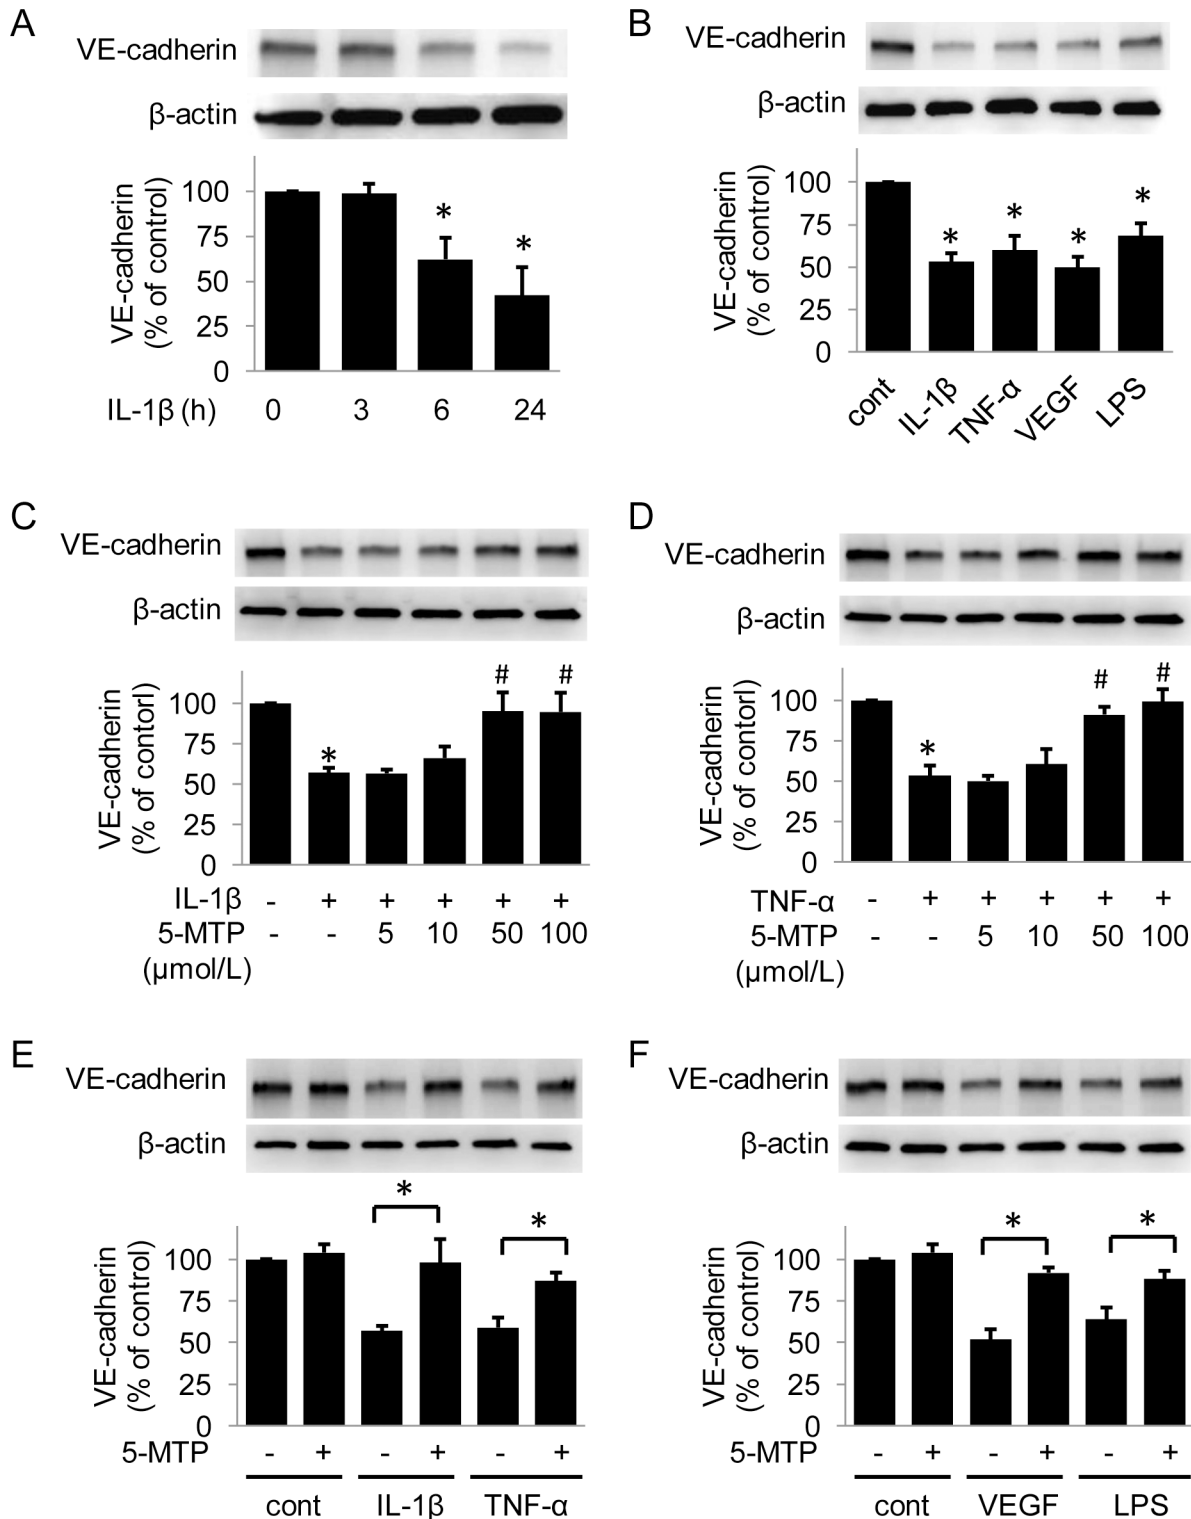 A
VE-cadherin
β-actin
VE-cadherin
(% of control)
100
75
50
25
0
* *
IL-1β (h) 0 3 6 24
B
VE-cadherin
β-actin
VE-cadherin
(% of control)
100
75
50
25
0
* * * *
cont IL-1β TNF-α VEGF LPS
C
VE-cadherin
β-actin
VE-cadherin
(% of contorl)
100
75
50
25
0
* # #
IL-1β - + + + + +
5-MTP - - 5 10 50 100
(μmol/L)
D
VE-cadherin
β-actin
VE-cadherin
(% of contorl)
100
75
50
25
0
* # #
TNF-α - + + + + +
5-MTP - - 5 10 50 100
(μmol/L)
E
VE-cadherin
β-actin
VE-cadherin
(% of control)
100
75
50
25
0
* *
5-MTP - + - + - +
cont IL-1β TNF-α
F
VE-cadherin
β-actin
VE-cadherin
(% of control)
100
75
50
25
0
* *
5-MTP - + - + - +
cont VEGF LPS